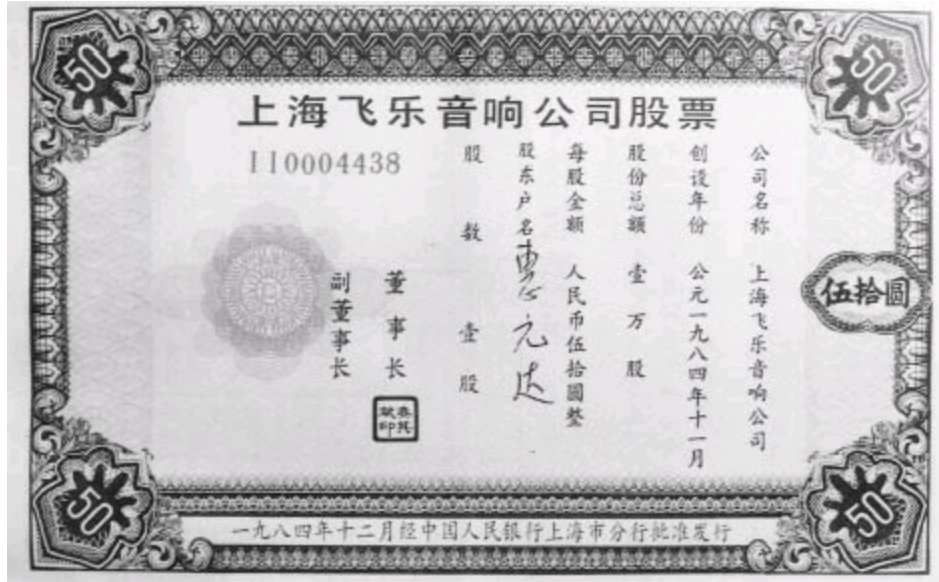 50
50
上海飞乐音响公司股票
110004438
公司名称 上海飞乐音响公司
创设年份 公元一九八四年十一月
股份总额 壹万股
每股金额 人民币伍拾圆整
股东户名 惠元达
股数 壹股
董事长
副董事长
伍拾圆
50
50
一九八四年十二月经中国人民银行上海市分行批准发行